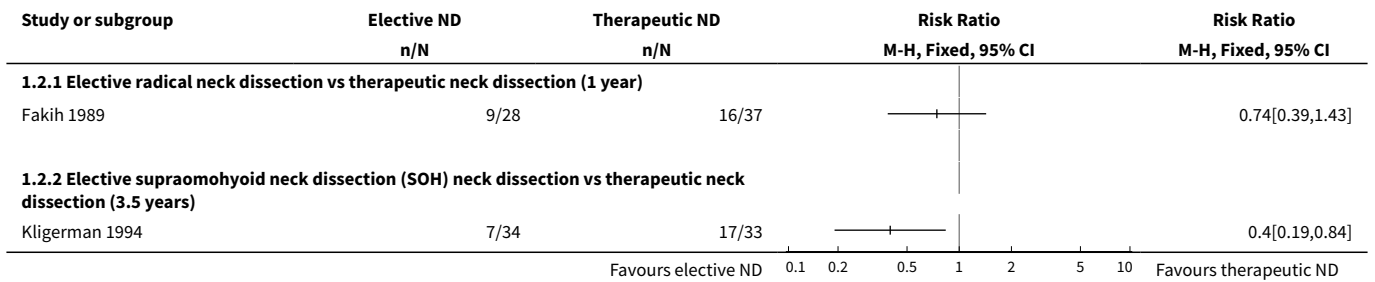 Study or subgroup Elective ND Therapeutic ND Risk Ratio Risk Ratio
n/N n/N M-H, Fixed, 95% CI M-H, Fixed, 95% CI
1.2.1 Elective radical neck dissection vs therapeutic neck dissection (1 year)
Fakih 1989 9/28 16/37 0.74[0.39,1.43]
1.2.2 Elective supraomohyoid neck dissection (SOH) neck dissection vs therapeutic neck
dissection (3.5 years)
Kligerman 1994 7/34 17/33 0.4[0.19,0.84]
Favours elective ND 0.1 0.2 0.5 1 2 5 10 Favours therapeutic ND